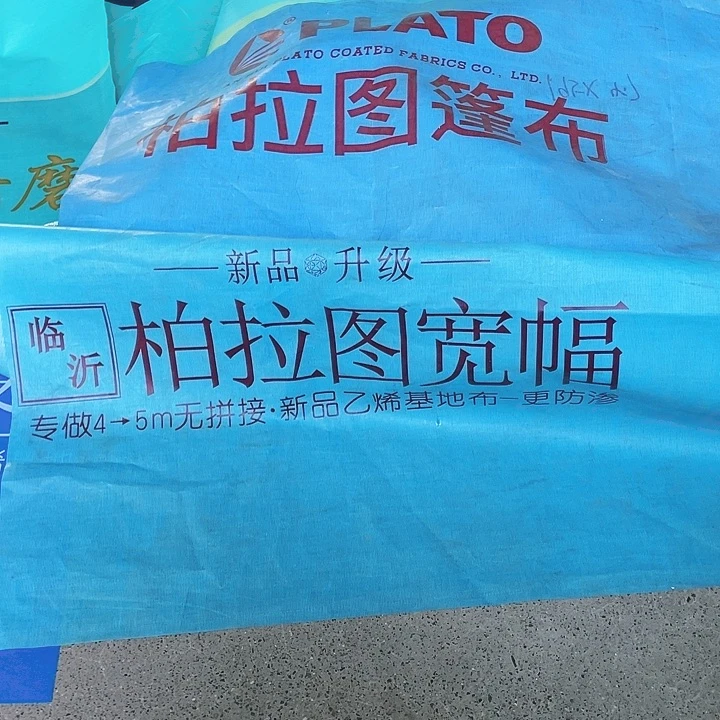 PLATO
PLATO COATED FABRICS CO., LTD.
柏拉图篷布
磨
新品 升级
临沂
柏拉图宽幅
专做4→5m无拼接·新品乙烯基地布-更防渗